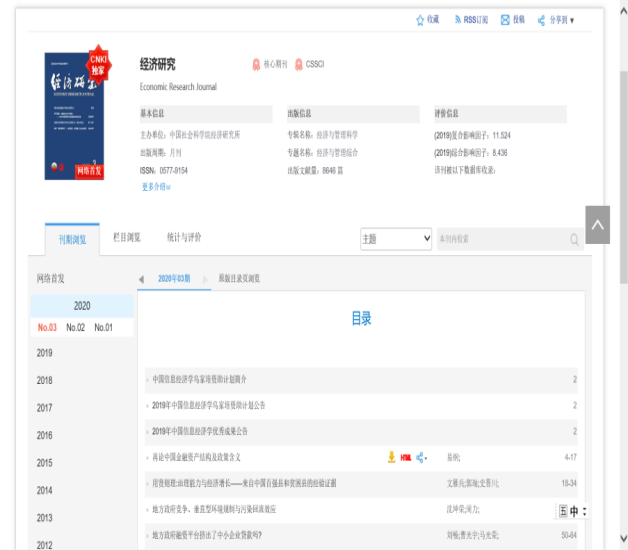 收藏 RSS订阅 投稿 分享到
CNKI
独家
经济研究
网络首发
经济研究 核心期刊 CSSCI
Economic Research Journal
基本信息 出版信息 评价信息
主办单位：中国社会科学院经济研究所 专辑名称：经济与管理科学 (2019)复合影响因子：11.524
出版周期：月刊 专题名称：经济与管理综合 (2019)综合影响因子：8.436
ISSN：0577-9154 出版文献量：8646 篇 该刊被以下数据库收录：
更多介绍
刊期浏览 栏目浏览 统计与评价 主题 本刊内检索
网络首发 2020年03期 原版目录页浏览
2020
No.03 No.02 No.01
目录
2019
2018
2017
2016
2015
2014
2013
2012
中国信息经济学乌家培资助计划简介 2
2019年中国信息经济学乌家培资助计划公告 2
2019年中国信息经济学优秀成果公告 2
再论中国金融资产结构及政策含义 HTML 易纲; 4-17
用贤则理:治理能力与经济增长——来自中国百强县和贫困县的经验证据 文雁兵;郭瑞;史晋川; 18-34
地方政府竞争、垂直型环境规制与污染回流效应 沈坤荣;周力;
五 中
地方政府融资平台挤出了中小企业贷款吗? 刘畅;曹光宇;马光荣; 50-64